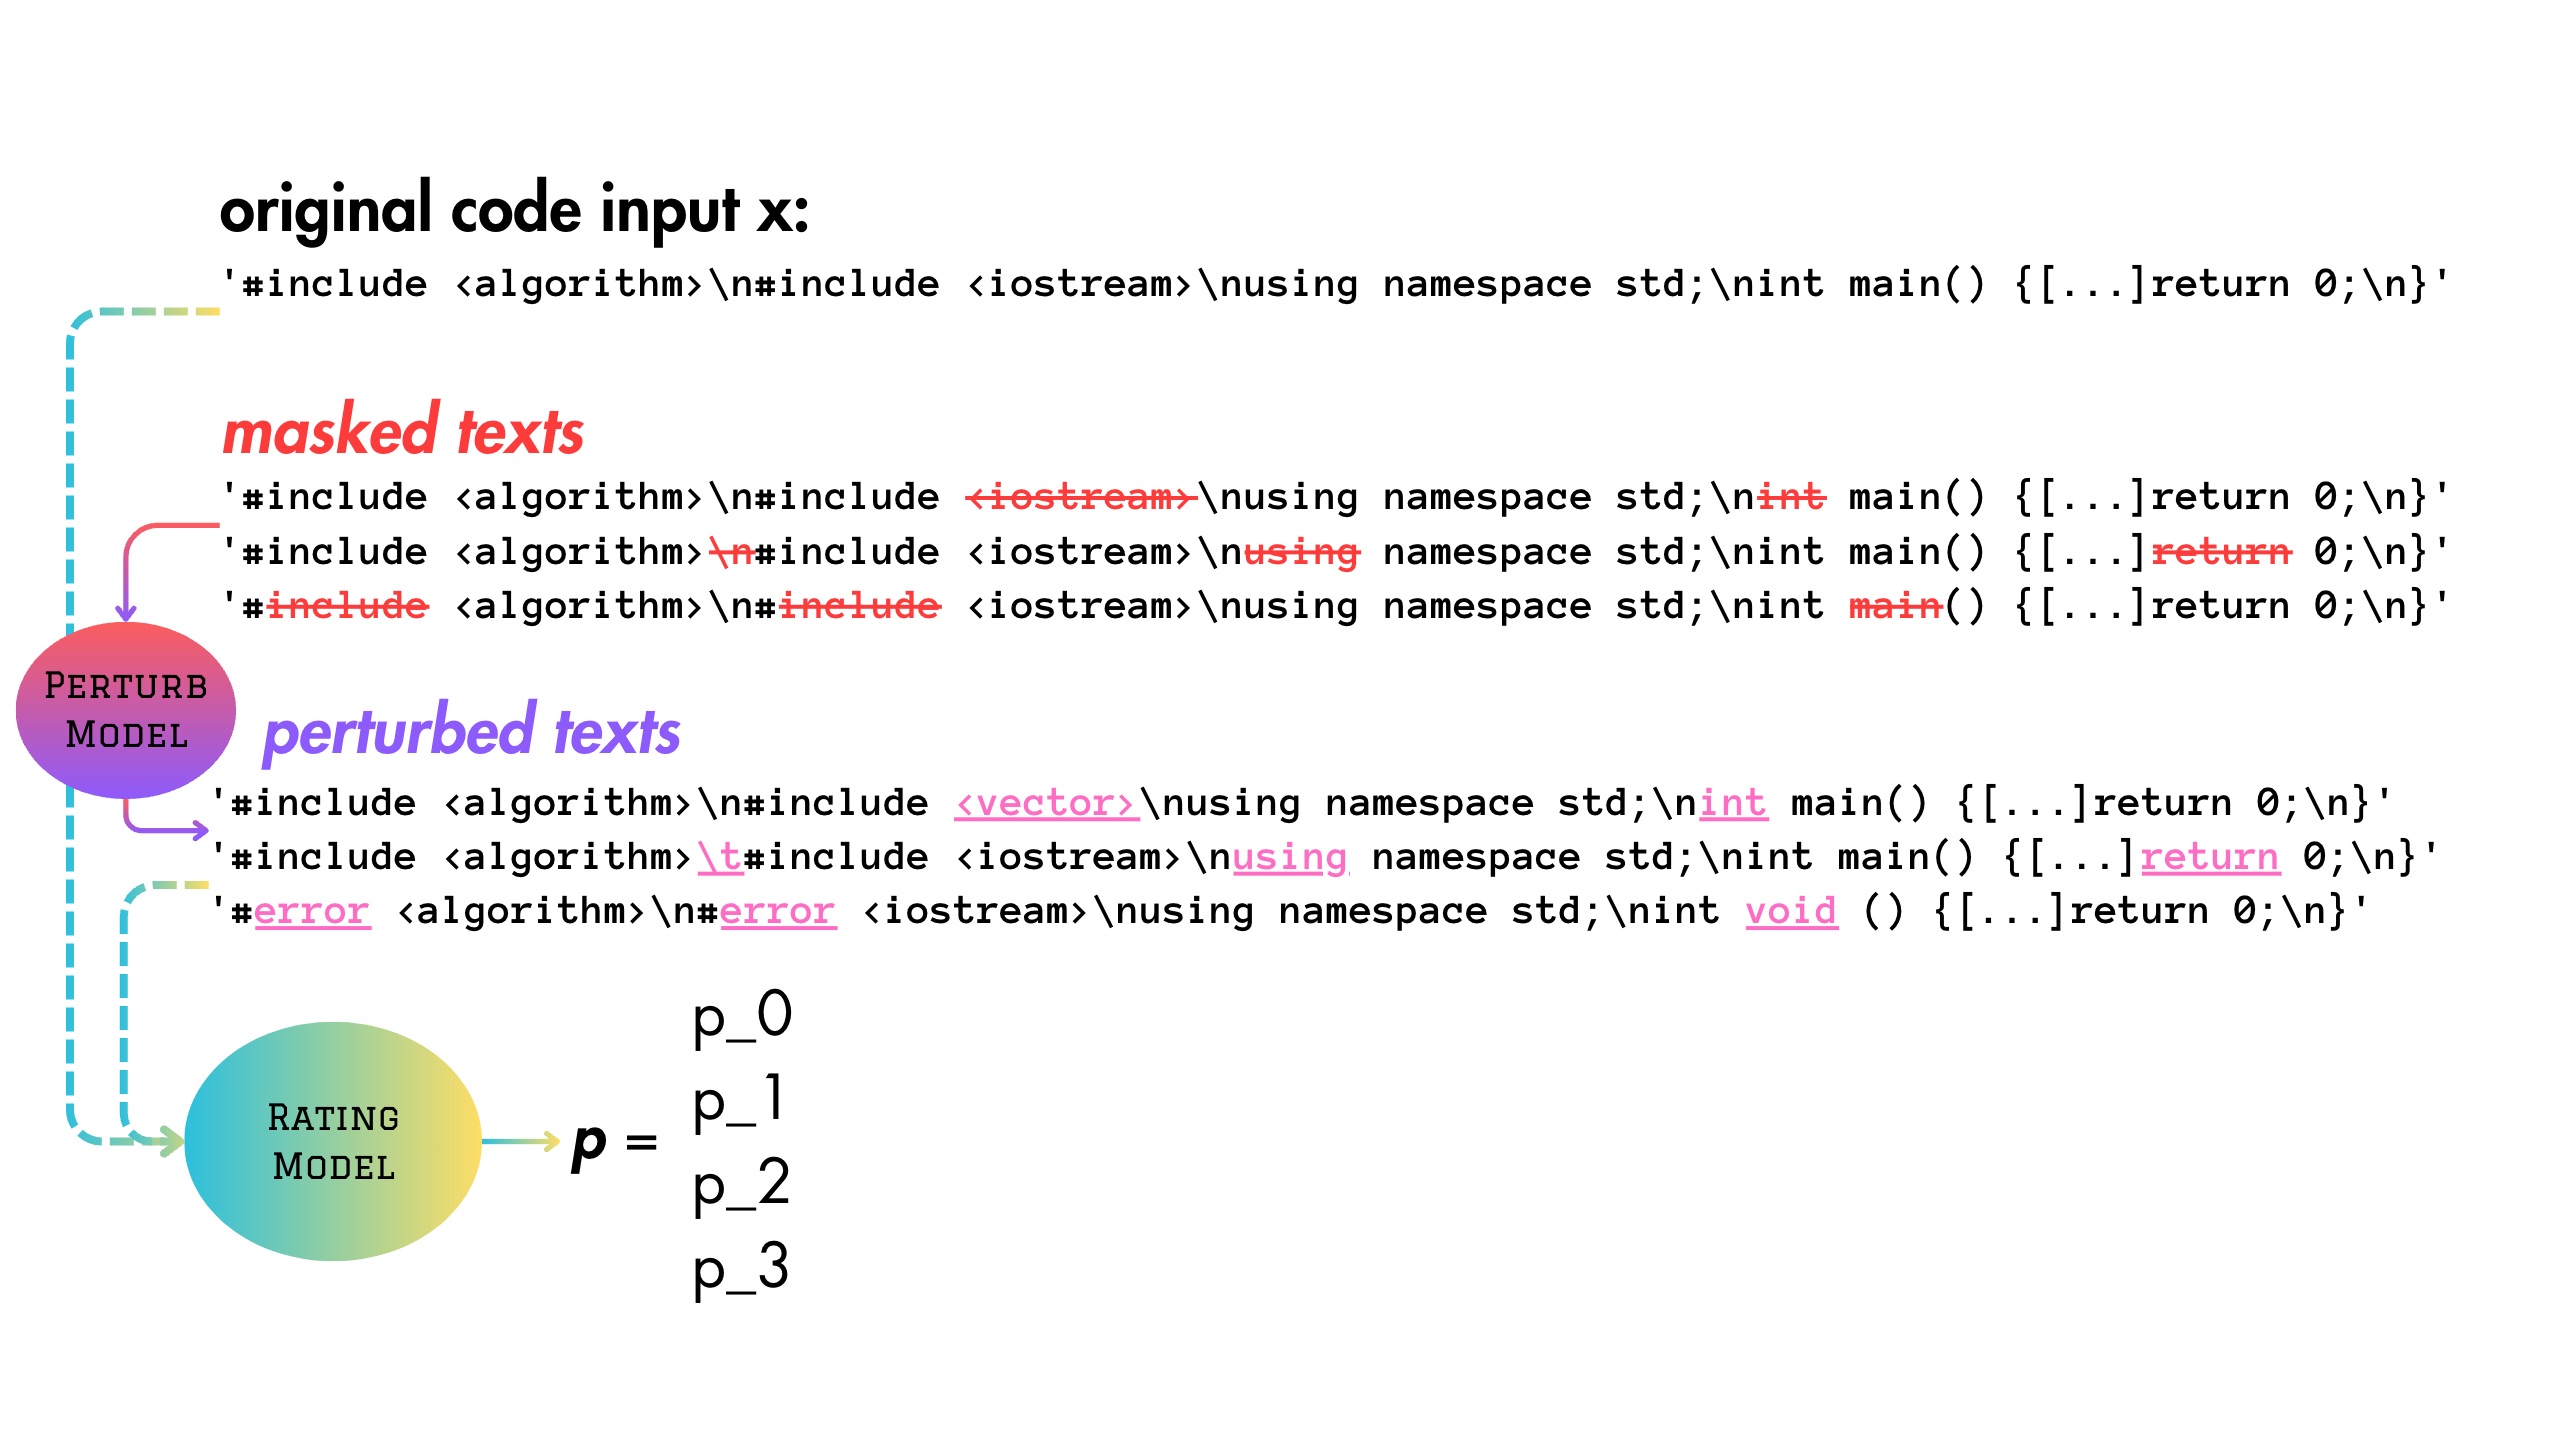 original code input x:
'#include <algorithm>\n#include <iostream>\nusing namespace std;\nint main() {[...]return 0;\n}'
masked texts
'#include <algorithm>\n#include <iostream>\nusing namespace std;\nint main() {[...]return 0;\n}'
'#include <algorithm>\n#include <iostream>\nusing namespace std;\nint main() {[...]return 0;\n}'
'#include <algorithm>\n#include <iostream>\nusing namespace std;\nint main() {[...]return 0;\n}'
PERTURB
MODEL
perturbed texts
'#include <algorithm>\n#include <vector>\nusing namespace std;\nint main() {[...]return 0;\n}'
'#include <algorithm>\t#include <iostream>\nusing namespace std;\nint main() {[...]return 0;\n}'
'#error <algorithm>\n#error <iostream>\nusing namespace std;\nint void () {[...]return 0;\n}'
RATING
MODEL
p =
p_0
p_1
p_2
p_3